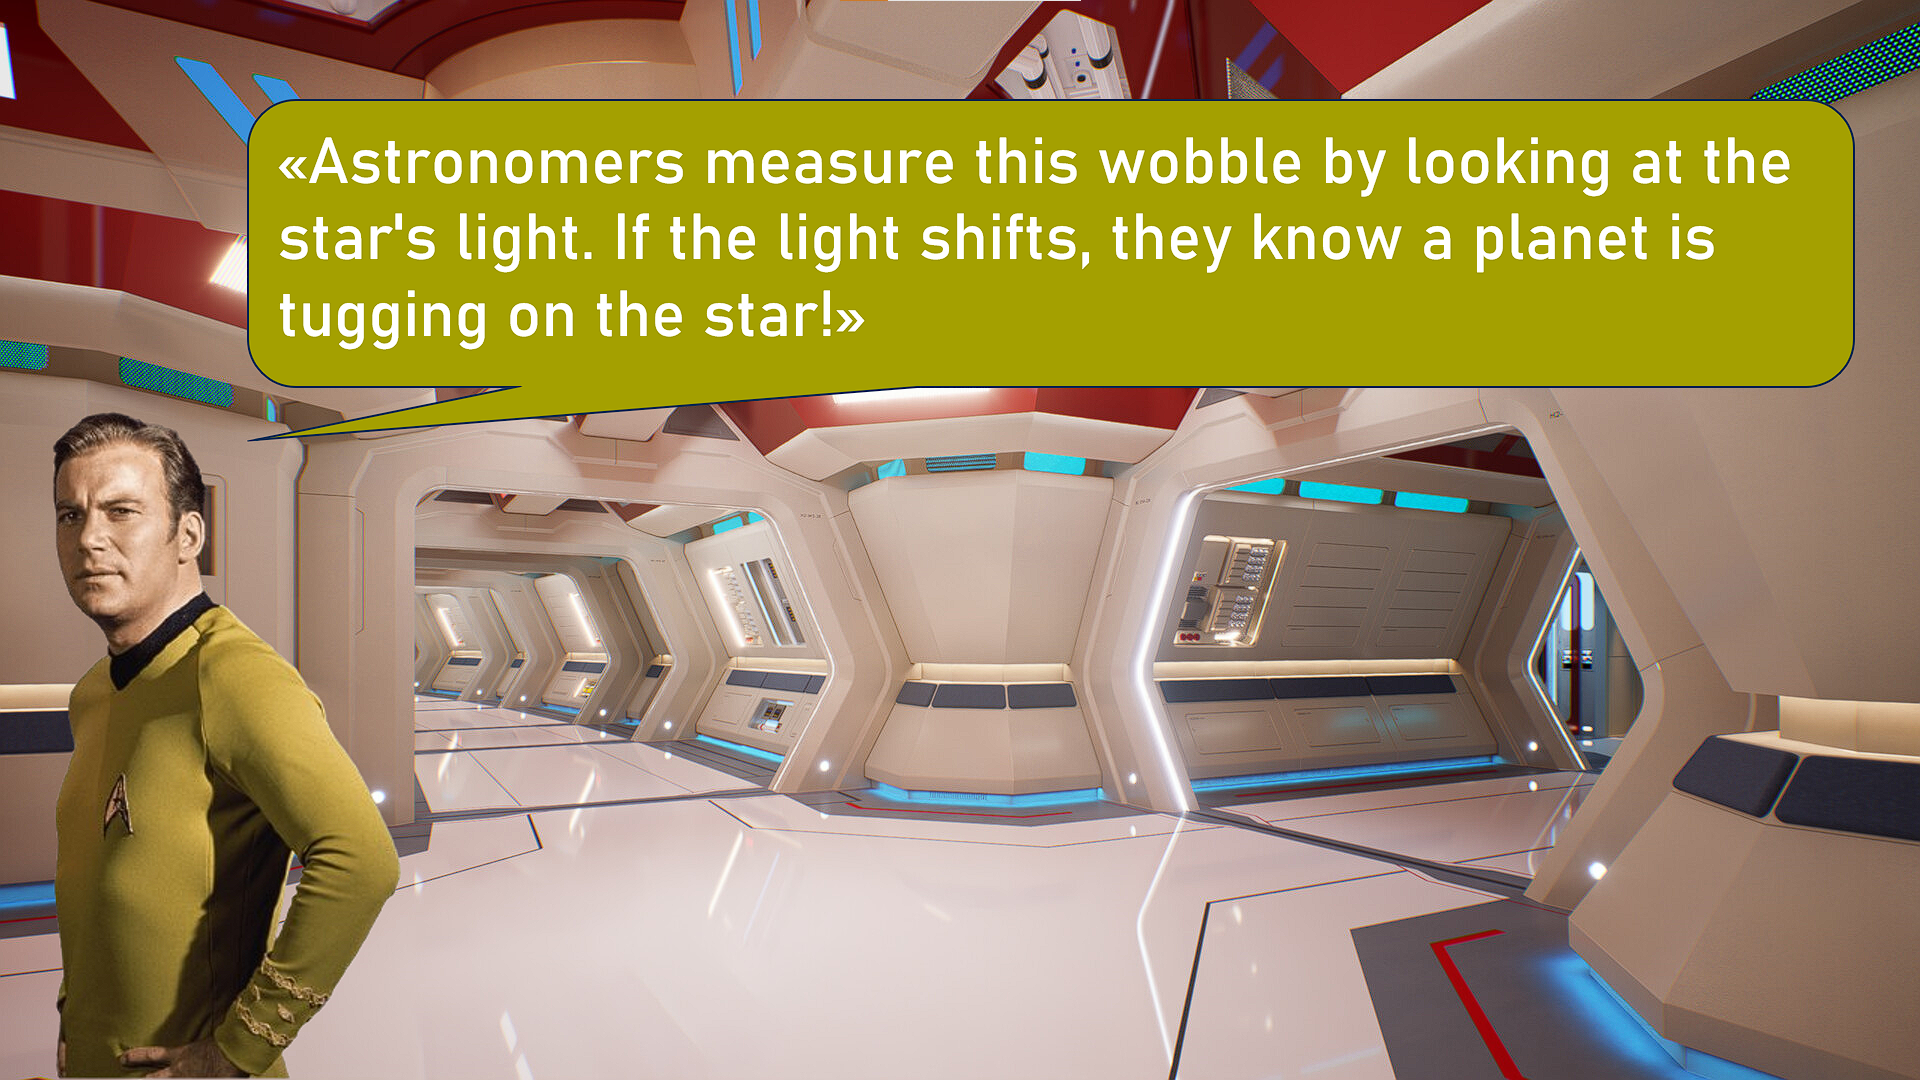 «Astronomers measure this wobble by looking at the
star's light. If the light shifts, they know a planet is
tugging on the star!»